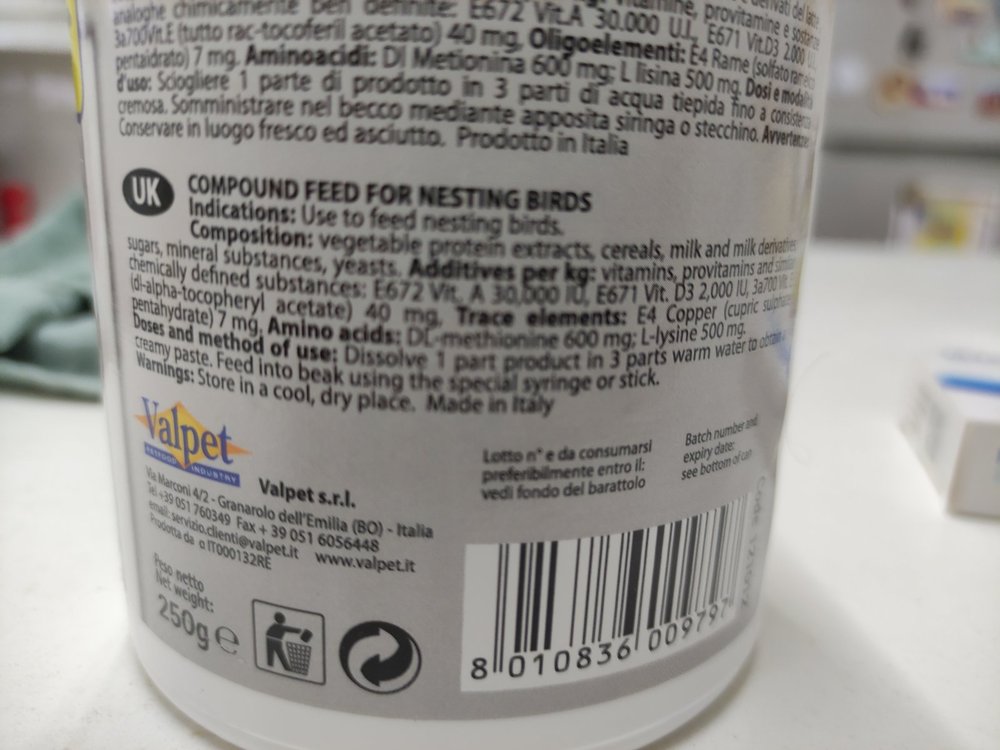 analoghe chimicamente ben definite: E672 Vit.A 30.000 U.I., E671 Vit.D3 2.000
3a700Vit.E (tutto rac-tocoferil acetato) 40 mg, Oligoelementi: E4 Rame (solfato
pentaidrato) 7 mg. Aminoacidi: Dl Metionina 600 mg; L lisina 500 mg. Dosi e modalità
d'uso: Sciogliere 1 parte di prodotto in 3 parti di acqua tiepida fino a consistenza
cremosa. Somministrare nel becco mediante apposita siringa o stecchino. Avvertenze:
Conservare in luogo fresco ed asciutto. Prodotto in Italia
UK
COMPOUND FEED FOR NESTING BIRDS
Indications: Use to feed nesting birds.
Composition: vegetable protein extracts, cereals, milk and milk derivatives
sugars, mineral substances, yeasts. Additives per kg: vitamins, provitamins and similar
chemically defined substances: E672 Vit. A 30,000 IU, E671 Vit. D3 2,000 IU, 3a700 Vit. E
(dl-alpha-tocopheryl acetate) 40 mg, Trace elements: E4 Copper (cupric sulphate
pentahydrate) 7 mg, Amino acids: DL-methionine 600 mg; L-lysine 500 mg.
Doses and method of use: Dissolve 1 part product in 3 parts warm water to obtain
creamy paste. Feed into beak using the special syringe or stick.
Warnings: Store in a cool, dry place. Made in Italy
Valpet
PETFOOD INDUSTRY
Valpet s.r.l.
Via Marconi 4/2 - Granarolo dell'Emilia (BO) - Italia
Tel +39 051 760349 Fax + 39 051 6056448
email: servizio.clienti@valpet.it www.valpet.it
Prodotta da α IT000132RE
Lotto n° e da consumarsi
preferibilmente entro il:
vedi fondo del barattolo
Batch number and
expiry date:
see bottom of can
Peso netto
Net weight:
250g e
8 010836 009797